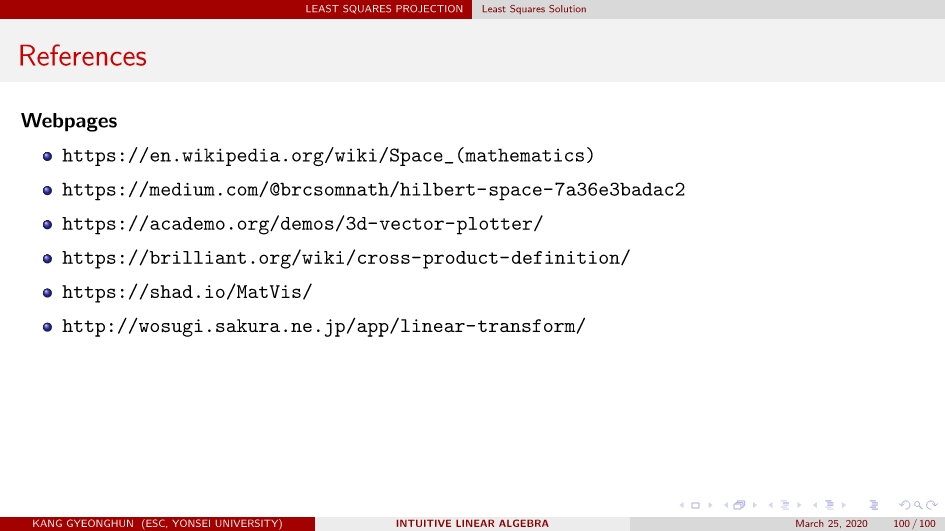 LEAST SQUARES PROJECTION Least Squares Solution
References
Webpages
https://en.wikipedia.org/wiki/Space_(mathematics)
https://medium.com/@brcsomnath/hilbert-space-7a36e3badac2
https://academo.org/demos/3d-vector-plotter/
https://brilliant.org/wiki/cross-product-definition/
https://shad.io/MatVis/
http://wosugi.sakura.ne.jp/app/linear-transform/
KANG GYEONGHUN (ESC, YONSEI UNIVERSITY) INTUITIVE LINEAR ALGEBRA March 25, 2020 100 / 100